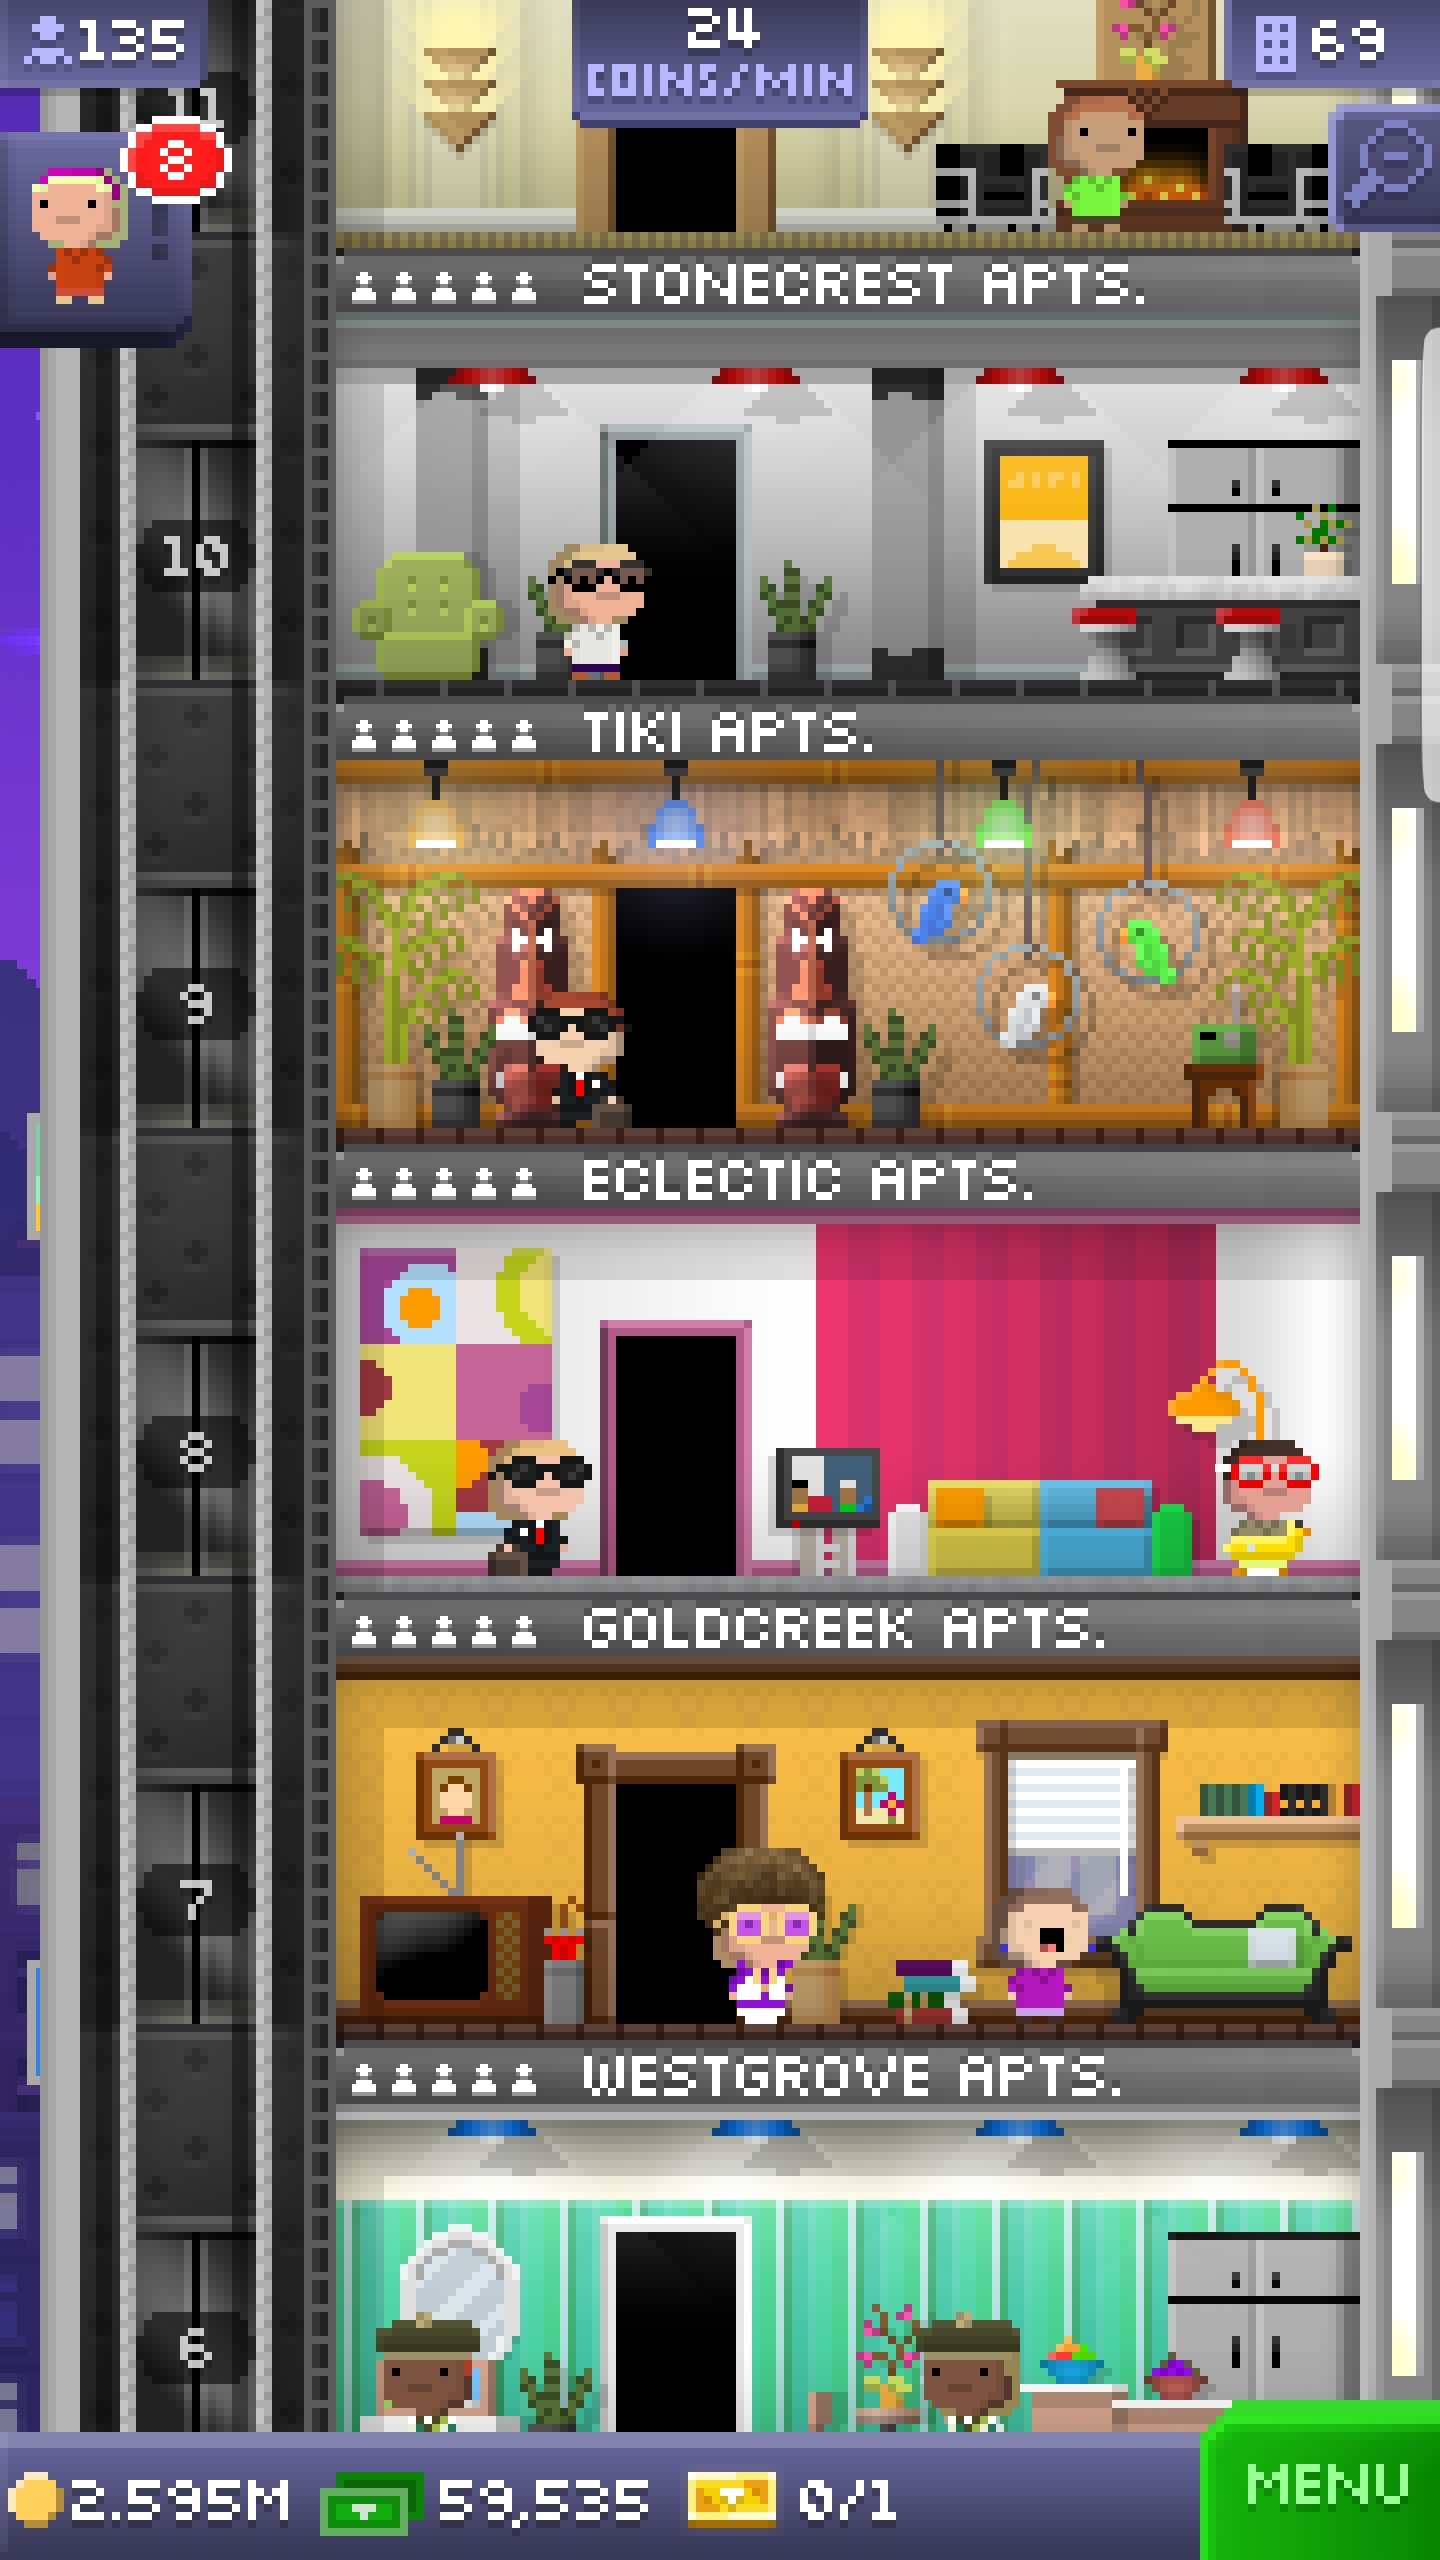 135
24
COINS/MIN
69
11
8
STONECREST APTS.
10
TIKI APTS.
9
ECLECTIC APTS.
8
GOLDCREEK APTS.
7
WESTGROVE APTS.
6
2.595M
59,535
0/1
MENU